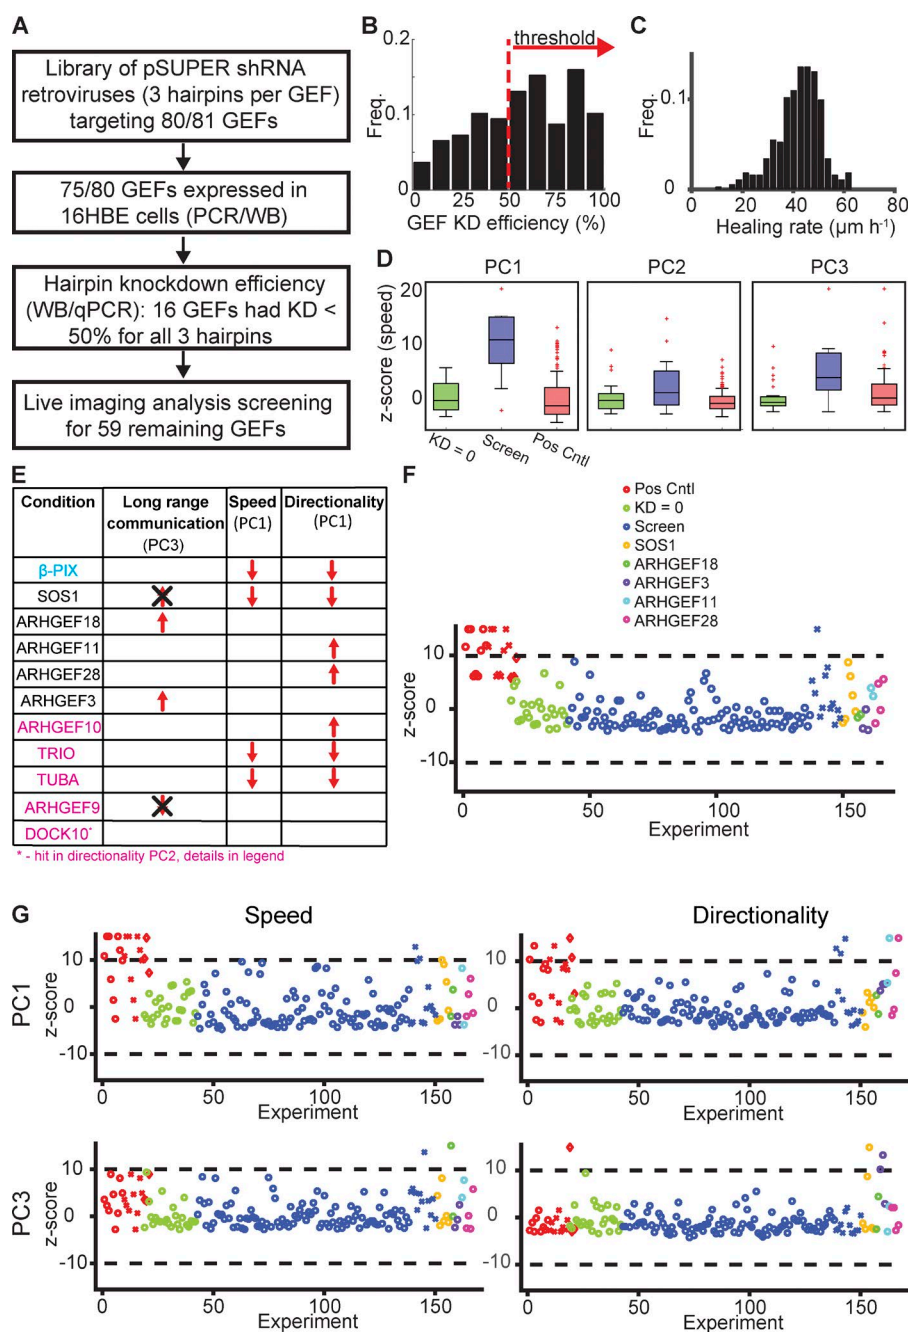 A
Library of pSUPER shRNA
retroviruses (3 hairpins per GEF)
targeting 80/81 GEFs
75/80 GEFs expressed in
16HBE cells (PCR/WB)
Hairpin knockdown efficiency
(WB/qPCR): 16 GEFs had KD <
50% for all 3 hairpins
Live imaging analysis screening
for 59 remaining GEFs
B
threshold
0.2
Freq.
0
0 25 50 75 100
GEF KD efficiency (%)
C
Freq.
0.1
0
0 20 40 60 80
Healing rate (µm h⁻¹)
D
PC1 PC2 PC3
z-score (speed)
20
10
0
KD = 0 Screen Pos Cntl
E
Condition Long range communication (PC3) Speed (PC1) Directionality (PC1)
β-PIX
SOS1
ARHGEF18
ARHGEF11
ARHGEF28
ARHGEF3
ARHGEF10
TRIO
TUBA
ARHGEF9
DOCK10*
* - hit in directionality PC2, details in legend
F
Pos Cntl
KD = 0
Screen
SOS1
ARHGEF18
ARHGEF3
ARHGEF11
ARHGEF28
z-score
10
0
-10
0 50 100 150
Experiment
G
Speed Directionality
PC1
z-score
10
0
-10
0 50 100 150
Experiment
10
0
-10
0 50 100 150
Experiment
PC3
z-score
10
0
-10
0 50 100 150
Experiment
10
0
-10
0 50 100 150
Experiment